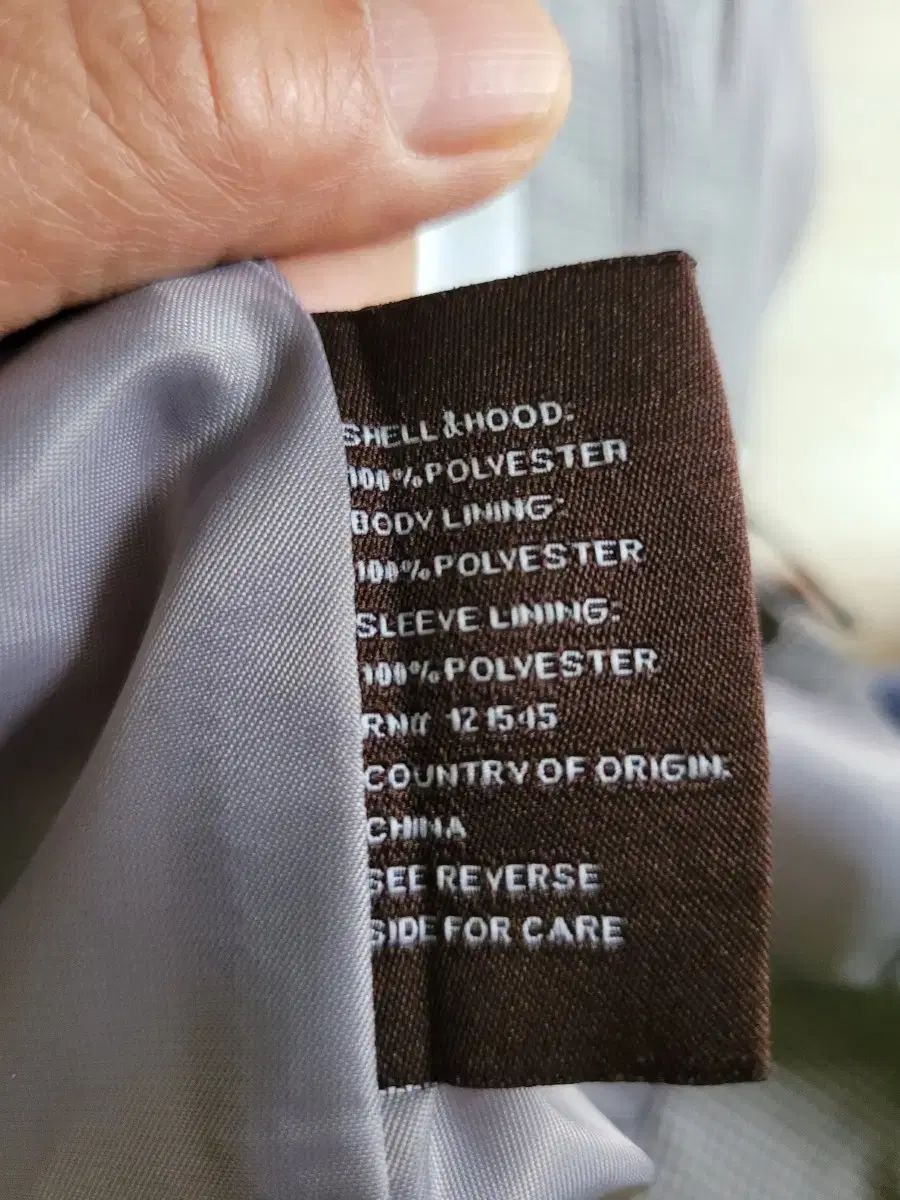 SHELL&HOOD:
100%POLYESTER
BODY LINING:
100%POLYESTER
SLEEVE LINING:
100%POLYESTER
RN# 121545
COUNTRY OF ORIGIN:
CHINA
SEE REVERSE
SIDE FOR CARE